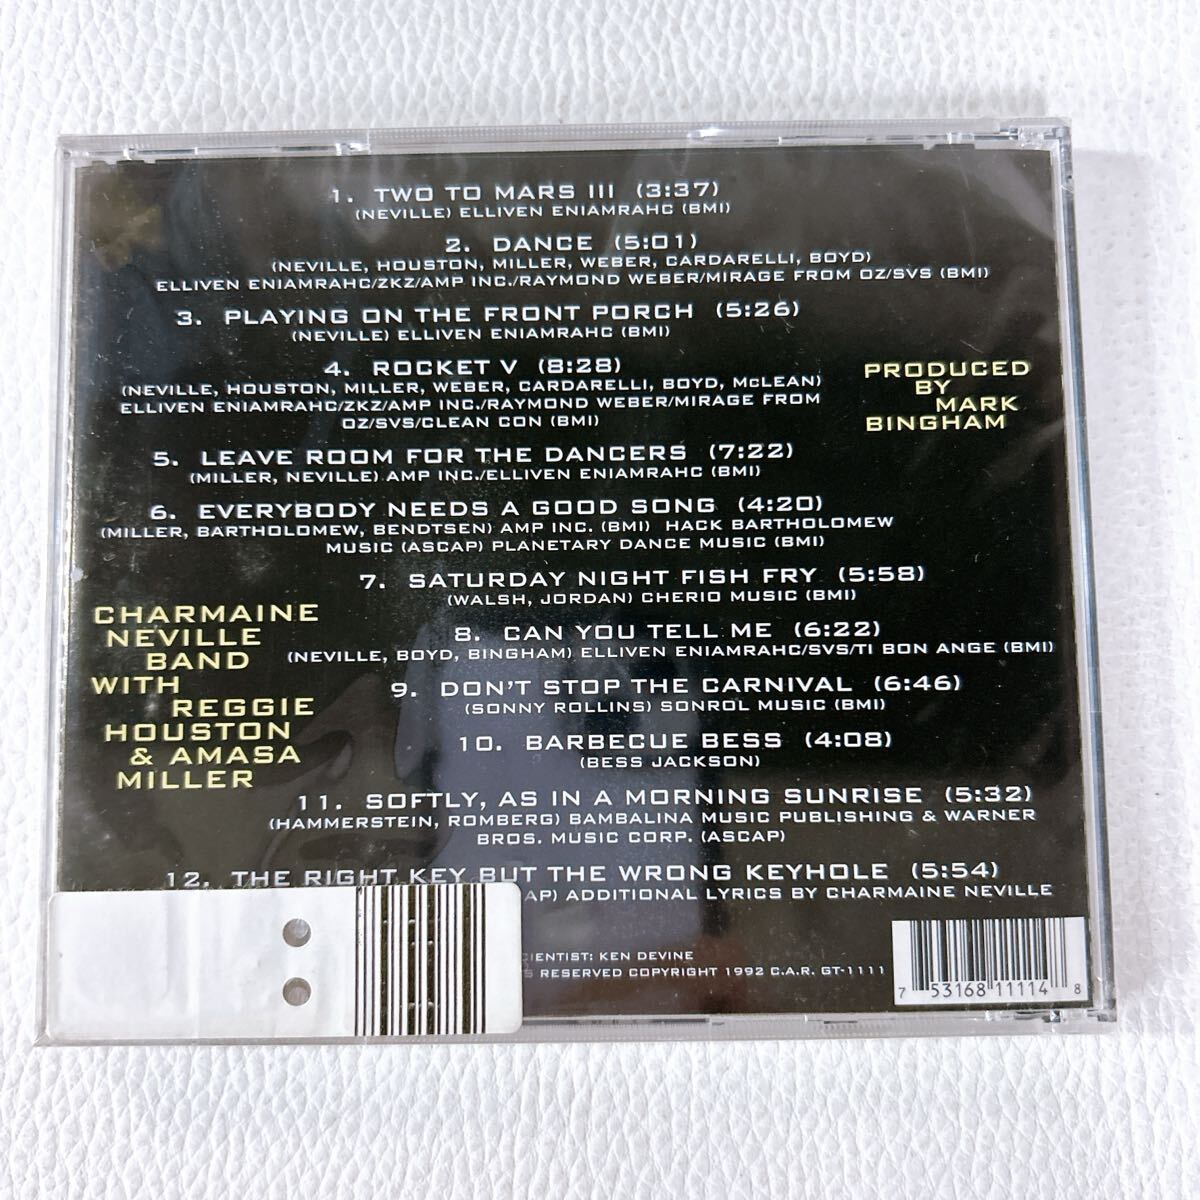 1. TWO TO MARS III (3:37)
(NEVILLE) ELLIVEN ENIAMRAHC (BMI)
2. DANCE (5:01)
(NEVILLE, HOUSTON, MILLER, WEBER, CARDARELLI, BOYD)
ELLIVEN ENIAMRAHC/ZKZ/AMP INC./RAYMOND WEBER/MIRAGE FROM OZ/SVS (BMI)
3. PLAYING ON THE FRONT PORCH (5:26)
(NEVILLE) ELLIVEN ENIAMRAHC (BMI)
4. ROCKET V (8:28)
(NEVILLE, HOUSTON, MILLER, WEBER, CARDARELLI, BOYD, McLEAN)
ELLIVEN ENIAMRAHC/ZKZ/AMP INC./RAYMOND WEBER/MIRAGE FROM
OZ/SVS/CLEAN CON (BMI)
PRODUCED
BY
MARK
BINGHAM
5. LEAVE ROOM FOR THE DANCERS (7:22)
(MILLER, NEVILLE) AMP INC./ELLIVEN ENIAMRAHC (BMI)
6. EVERYBODY NEEDS A GOOD SONG (4:20)
(MILLER, BARTHOLOMEW, BENDTSEN) AMP INC. (BMI) HACK BARTHOLOMEW
MUSIC (ASCAP) PLANETARY DANCE MUSIC (BMI)
7. SATURDAY NIGHT FISH FRY (5:58)
(WALSH, JORDAN) CHERIO MUSIC (BMI)
8. CAN YOU TELL ME (6:22)
(NEVILLE, BOYD, BINGHAM) ELLIVEN ENIAMRAHC/SVS/TI BON ANGE (BMI)
9. DON'T STOP THE CARNIVAL (6:46)
(SONNY ROLLINS) SONROL MUSIC (BMI)
10. BARBECUE BESS (4:08)
(BESS JACKSON)
CHARMAINE
NEVILLE
BAND
WITH
REGGIE
HOUSTON
& AMASA
MILLER
11. SOFTLY, AS IN A MORNING SUNRISE (5:32)
(HAMMERSTEIN, ROMBERG) BAMBALINA MUSIC PUBLISHING & WARNER
BROS. MUSIC CORP. (ASCAP)
12. THE RIGHT KEY BUT THE WRONG KEYHOLE (5:54)
AP) ADDITIONAL LYRICS BY CHARMAINE NEVILLE
CIENTIST: KEN DEVINE
S RESERVED COPYRIGHT 1992 C.A.R. GT-1111
7 53168 11114 8